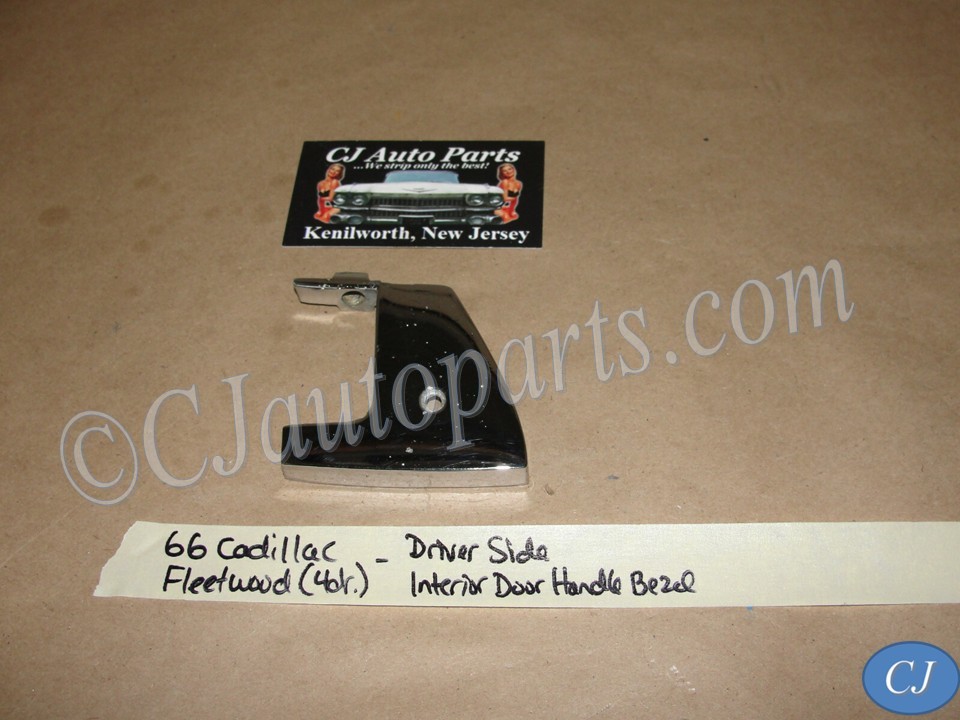 CJ Auto Parts
...We strip only the best!
Kenilworth, New Jersey
©CJautoparts.com
66 Cadillac - Driver Side
Fleetwood (4dr.) Interior Door Handle Bezel
CJ